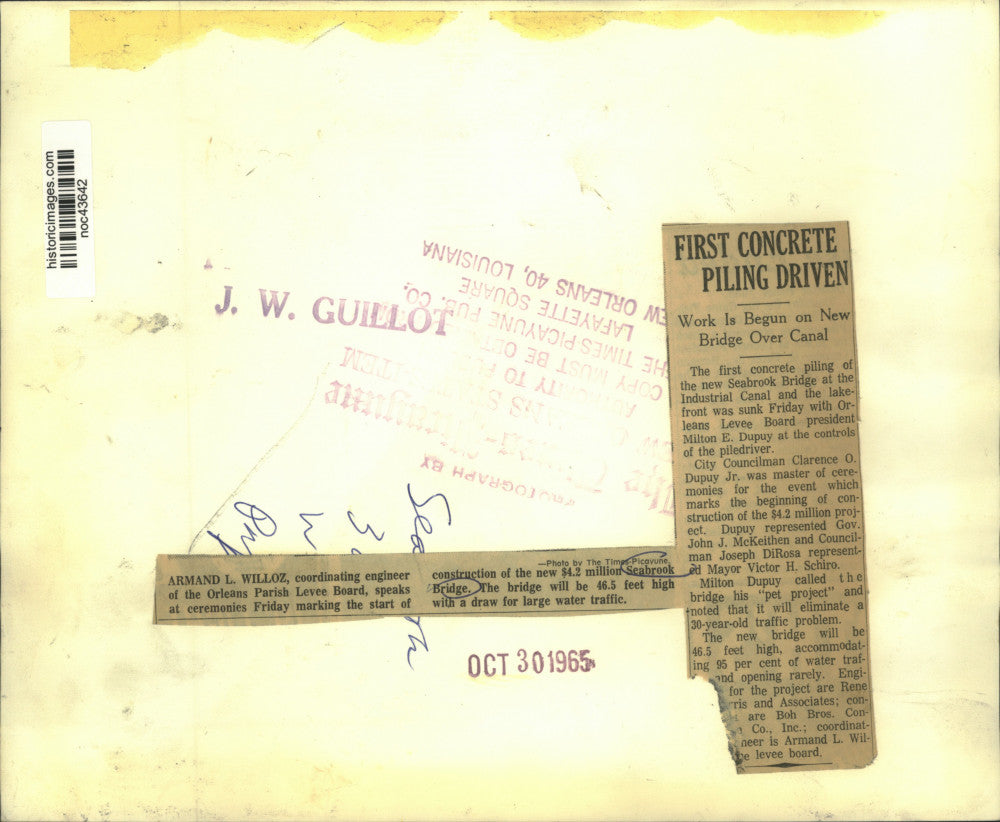 historicimages.com
noc43642
J. W. GUILLOT
PHOTOGRAPH BY
The Times-Picayune
COPY MUST BE
THE TIMES-PICAYUNE PUB. CO.
LAFAYETTE SQUARE
NEW ORLEANS 40, LOUISIANA
FIRST CONCRETE
PILING DRIVEN
Work Is Begun on New
Bridge Over Canal
The first concrete piling of
the new Seabrook Bridge at the
Industrial Canal and the lake-
front was sunk Friday with Or-
leans Levee Board president
Milton E. Dupuy at the controls
of the piledriver.
City Councilman Clarence O.
Dupuy Jr. was master of cere-
monies for the event which
marks the beginning of con-
struction of the $4.2 million proj-
ect. Dupuy represented Gov.
John J. McKeithen and Council-
man Joseph DiRosa represent-
ed Mayor Victor H. Schiro.
Milton Dupuy called the
bridge his "pet project" and
noted that it will eliminate a
30-year-old traffic problem.
The new bridge will be
46.5 feet high, accommodat-
ing 95 per cent of water traf-
and opening rarely. Engi-
for the project are Rene
rris and Associates; con-
are Boh Bros. Con-
Co., Inc.; coordinat-
neer is Armand L. Wil-
e levee board.
—Photo by The Times-Picayune.
ARMAND L. WILLOZ, coordinating engineer
of the Orleans Parish Levee Board, speaks
at ceremonies Friday marking the start of
construction of the new $4.2 million Seabrook
Bridge. The bridge will be 46.5 feet high
with a draw for large water traffic.
OCT 30 1965